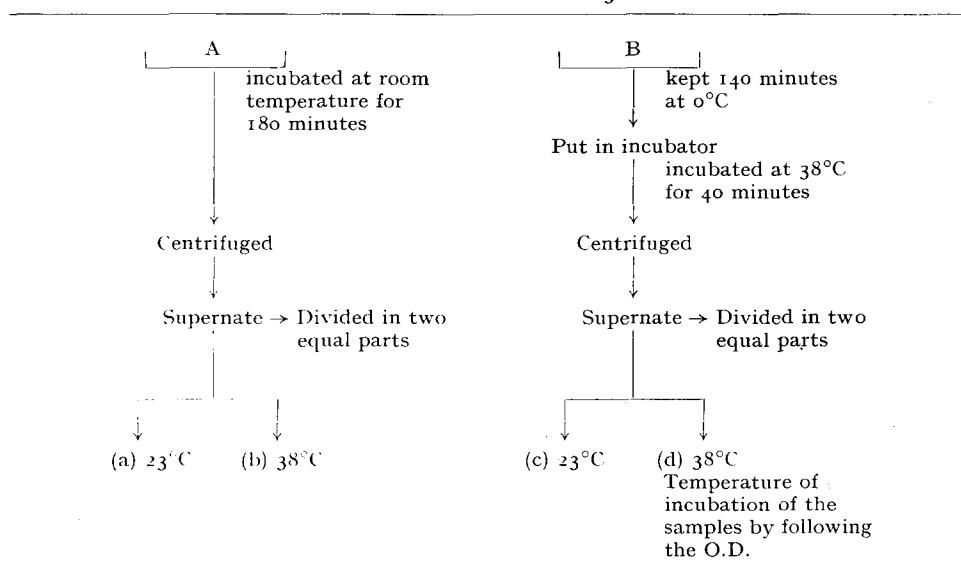 A
incubated at room
temperature for
180 minutes
Centrifuged
Supernate → Divided in two
equal parts
(a) 23°C (b) 38°C
B
kept 140 minutes
at 0°C
Put in incubator
incubated at 38°C
for 40 minutes
Centrifuged
Supernate → Divided in two
equal parts
(c) 23°C (d) 38°C
Temperature of
incubation of the
samples by following
the O.D.